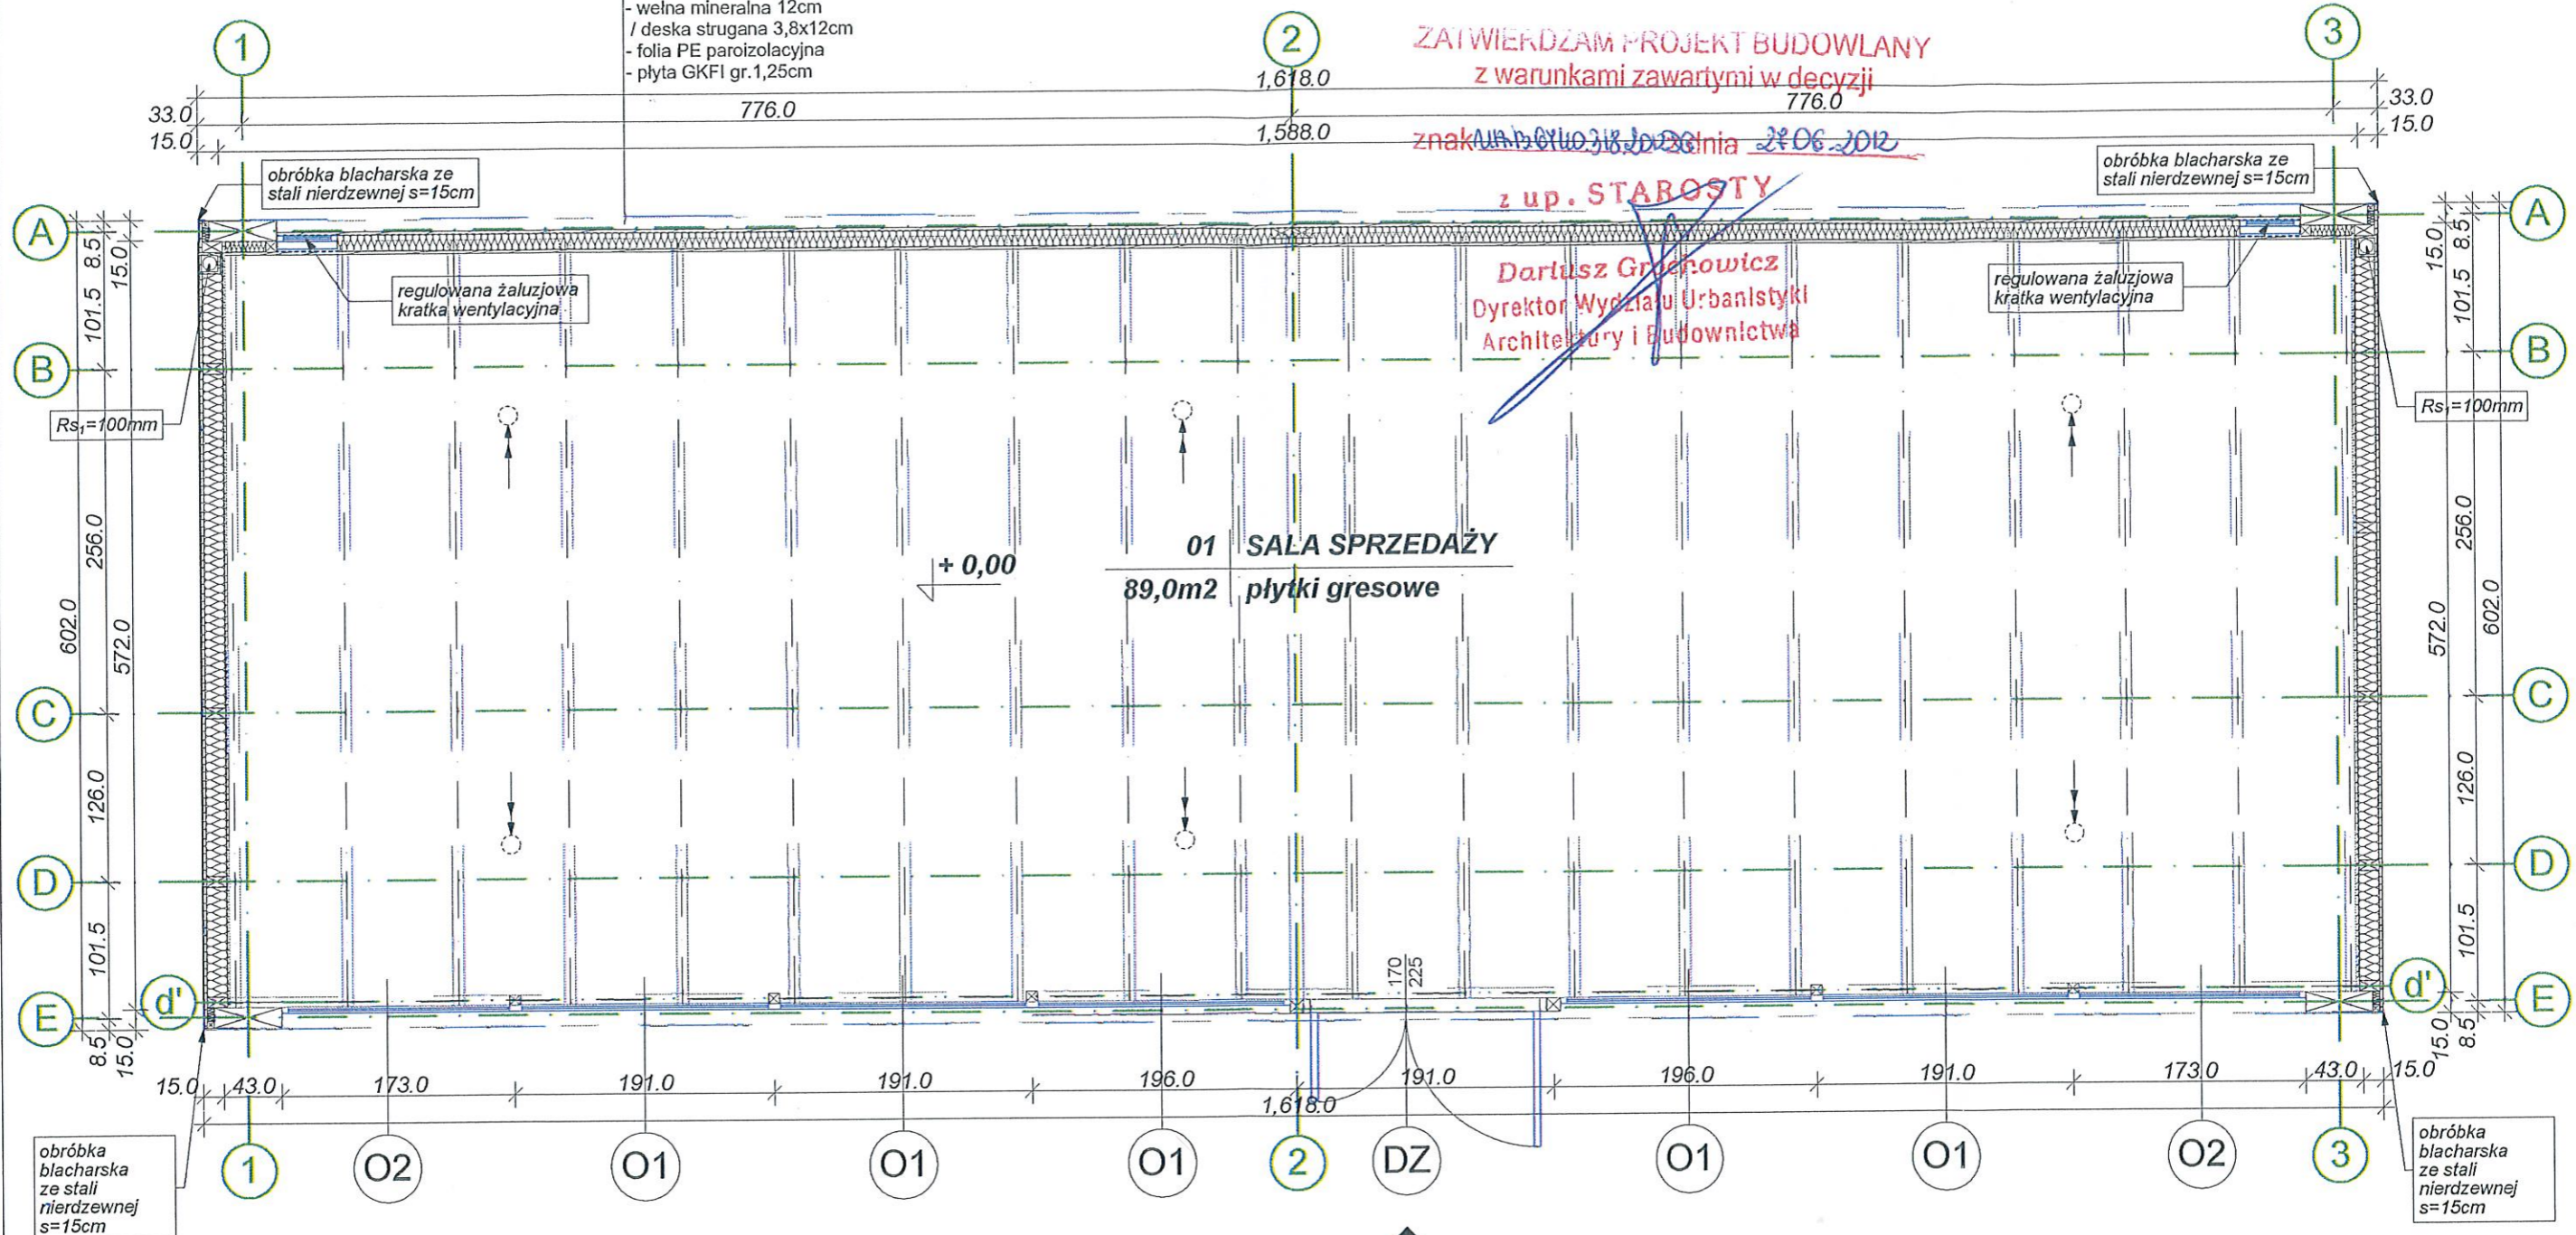 - wełna mineralna 12cm
/ deska strugana 3,8x12cm
- folia PE paroizolacyjna
- płyta GKFI gr.1,25cm
1
2
3
ZATWIERDZAM PROJEKT BUDOWLANY
z warunkami zawartymi w decyzji
znak
dnia 27.06.2012
z up. STAROSTY
Dariusz Grochowicz
Dyrektor Wydziału Urbanistyki
Architektury i Budownictwa
1,618.0
33.0
776.0
776.0
33.0
15.0
1,588.0
15.0
obróbka blacharska ze
stali nierdzewnej s=15cm
obróbka blacharska ze
stali nierdzewnej s=15cm
A
A
8.5
15.0
15.0
8.5
regulowana żaluzjowa
kratka wentylacyjna
regulowana żaluzjowa
kratka wentylacyjna
101.5
101.5
B
B
Rs₁=100mm
Rs₁=100mm
256.0
256.0
01 SALA SPRZEDAŻY
89,0m2 płytki gresowe
+ 0,00
602.0
572.0
572.0
602.0
C
C
126.0
126.0
D
D
101.5
101.5
170
225
d'
d'
E
E
8.5
15.0
15.0
8.5
15.0 43.0 173.0 191.0 191.0 196.0 191.0 196.0 191.0 173.0 43.0 15.0
1,618.0
1 O2 O1 O1 O1 2 DZ O1 O1 O2 3
obróbka
blacharska
ze stali
nierdzewnej
s=15cm
obróbka
blacharska
ze stali
nierdzewnej
s=15cm